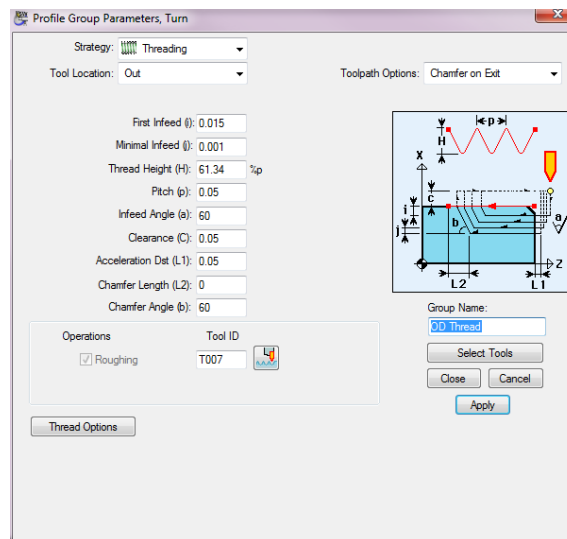 Profile Group Parameters, Turn
Strategy: Threading
Tool Location: Out
Toolpath Options: Chamfer on Exit
First Infeed (i): 0.015
Minimal Infeed (j): 0.001
Thread Height (H): 61.34 %p
Pitch (p): 0.05
Infeed Angle (a): 60
Clearance (C): 0.05
Acceleration Dst (L1): 0.05
Chamfer Length (L2): 0
Chamfer Angle (b): 60
p
H
X
c
i
j
b
a
Z
L2
L1
Group Name:
OD Thread
Operations Tool ID
Roughing T007
Select Tools
Close Cancel
Apply
Thread Options